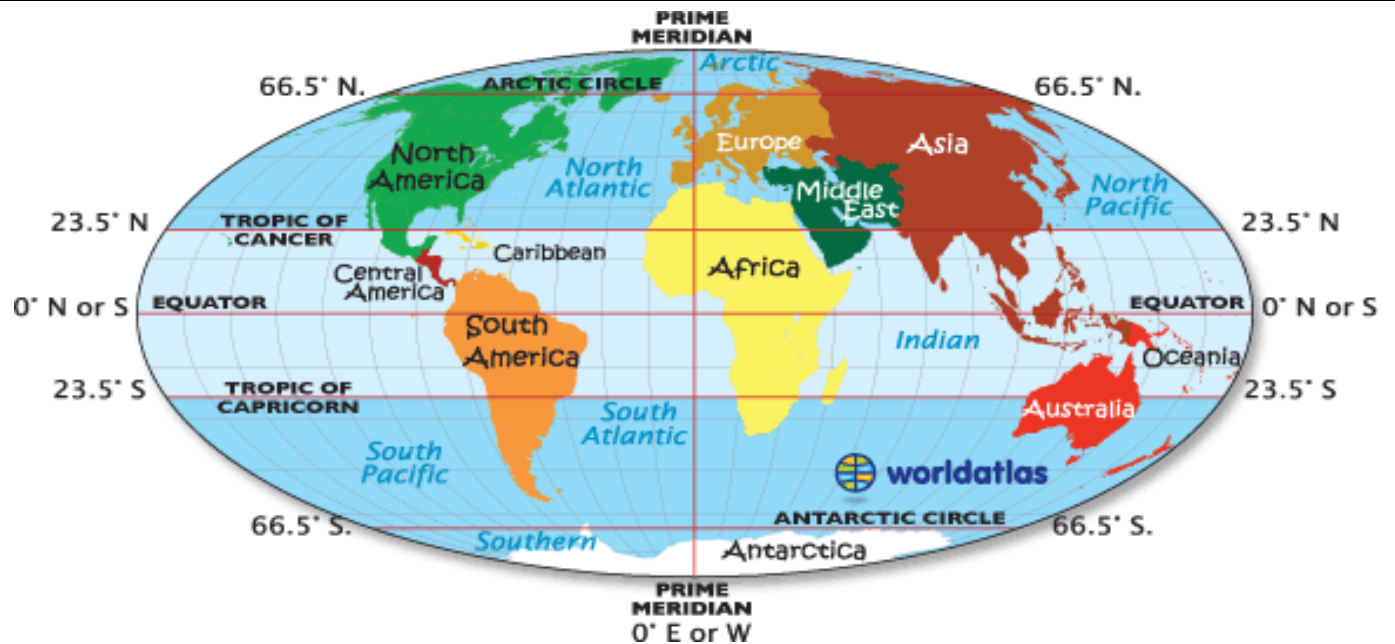 PRIME
MERIDIAN
Arctic
66.5° N.
ARCTIC CIRCLE
66.5° N.
Europe
Asia
North
America
North
Atlantic
Middle
East
North
Pacific
23.5° N
TROPIC OF
CANCER
23.5° N
Caribbean
Central
America
Africa
0° N or S
EQUATOR
EQUATOR
0° N or S
South
America
Indian
Oceania
23.5° S
TROPIC OF
CAPRICORN
23.5° S
Australia
South
Atlantic
South
Pacific
worldatlas
66.5° S.
ANTARCTIC CIRCLE
66.5° S.
Southern
Antarctica
PRIME
MERIDIAN
0° E or W